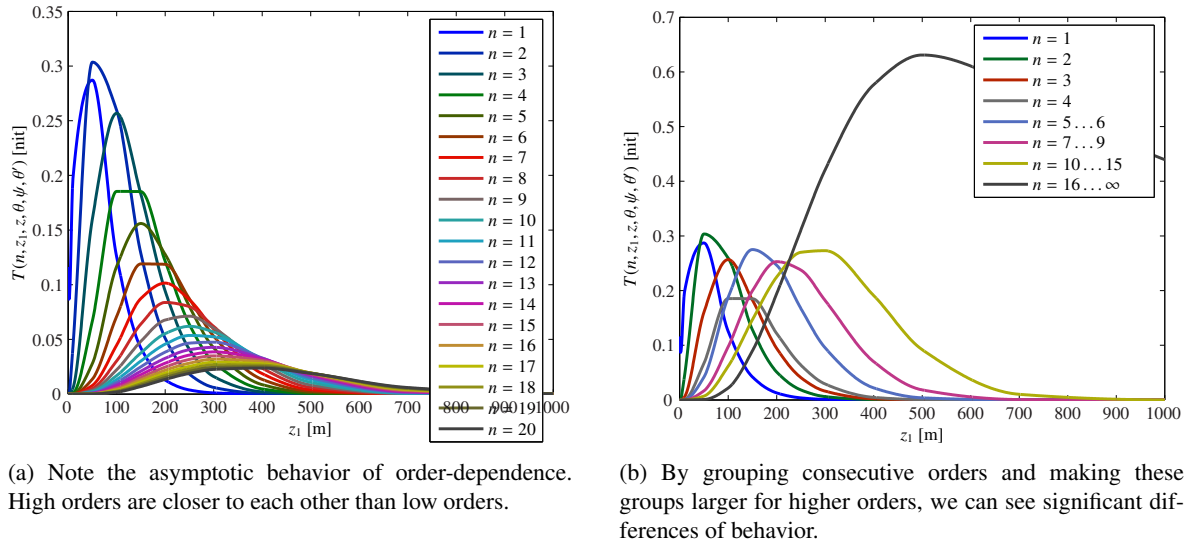 0.35
0.3
0.25
0.2
0.15
0.1
0.05
0
T(n, z₁, z, θ, ψ, θ′) [nit]
0 100 200 300 400 500 600 700 800 900 1000
z₁ [m]
n = 1
n = 2
n = 3
n = 4
n = 5
n = 6
n = 7
n = 8
n = 9
n = 10
n = 11
n = 12
n = 13
n = 14
n = 15
n = 16
n = 17
n = 18
n = 19
n = 20
(a) Note the asymptotic behavior of order-dependence.
High orders are closer to each other than low orders.
0.7
0.6
0.5
0.4
0.3
0.2
0.1
0
T(n, z₁, z, θ, ψ, θ′) [nit]
0 100 200 300 400 500 600 700 800 900 1000
z₁ [m]
n = 1
n = 2
n = 3
n = 4
n = 5…6
n = 7…9
n = 10…15
n = 16…∞
(b) By grouping consecutive orders and making these
groups larger for higher orders, we can see significant dif-
ferences of behavior.